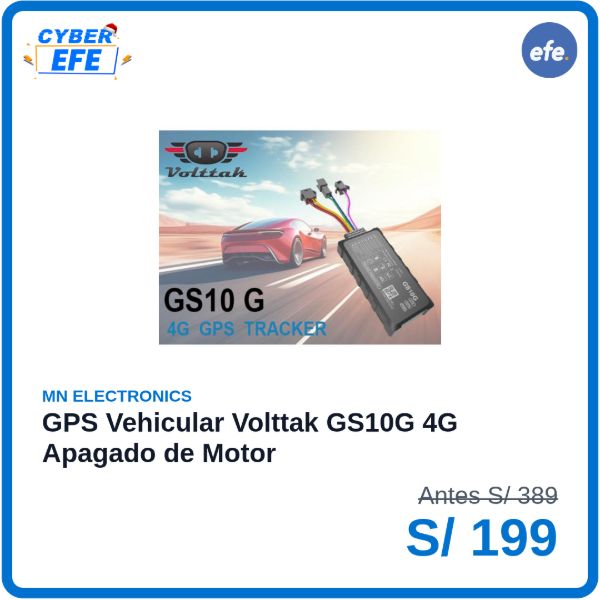 CYBER
EFE
efe.
Volttak
GS10G
GS10 G
4G GPS TRACKER
MN ELECTRONICS
GPS Vehicular Volttak GS10G 4G
Apagado de Motor
Antes S/ 389
S/ 199